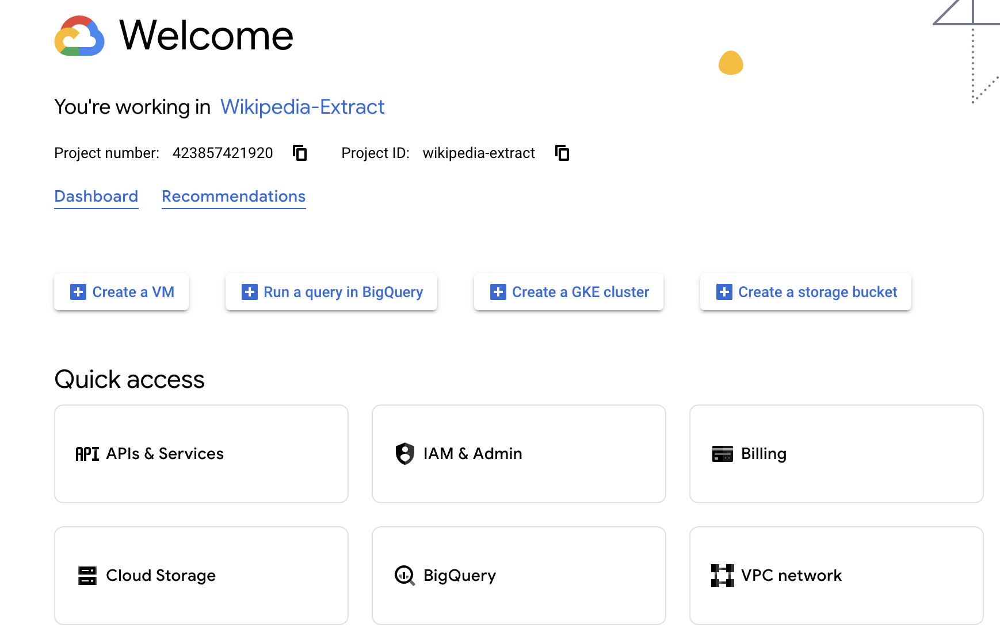 Welcome
You're working in Wikipedia-Extract
Project number: 423857421920 Project ID: wikipedia-extract
Dashboard Recommendations
Create a VM Run a query in BigQuery Create a GKE cluster Create a storage bucket
Quick access
API APIs & Services IAM & Admin Billing
Cloud Storage BigQuery VPC network